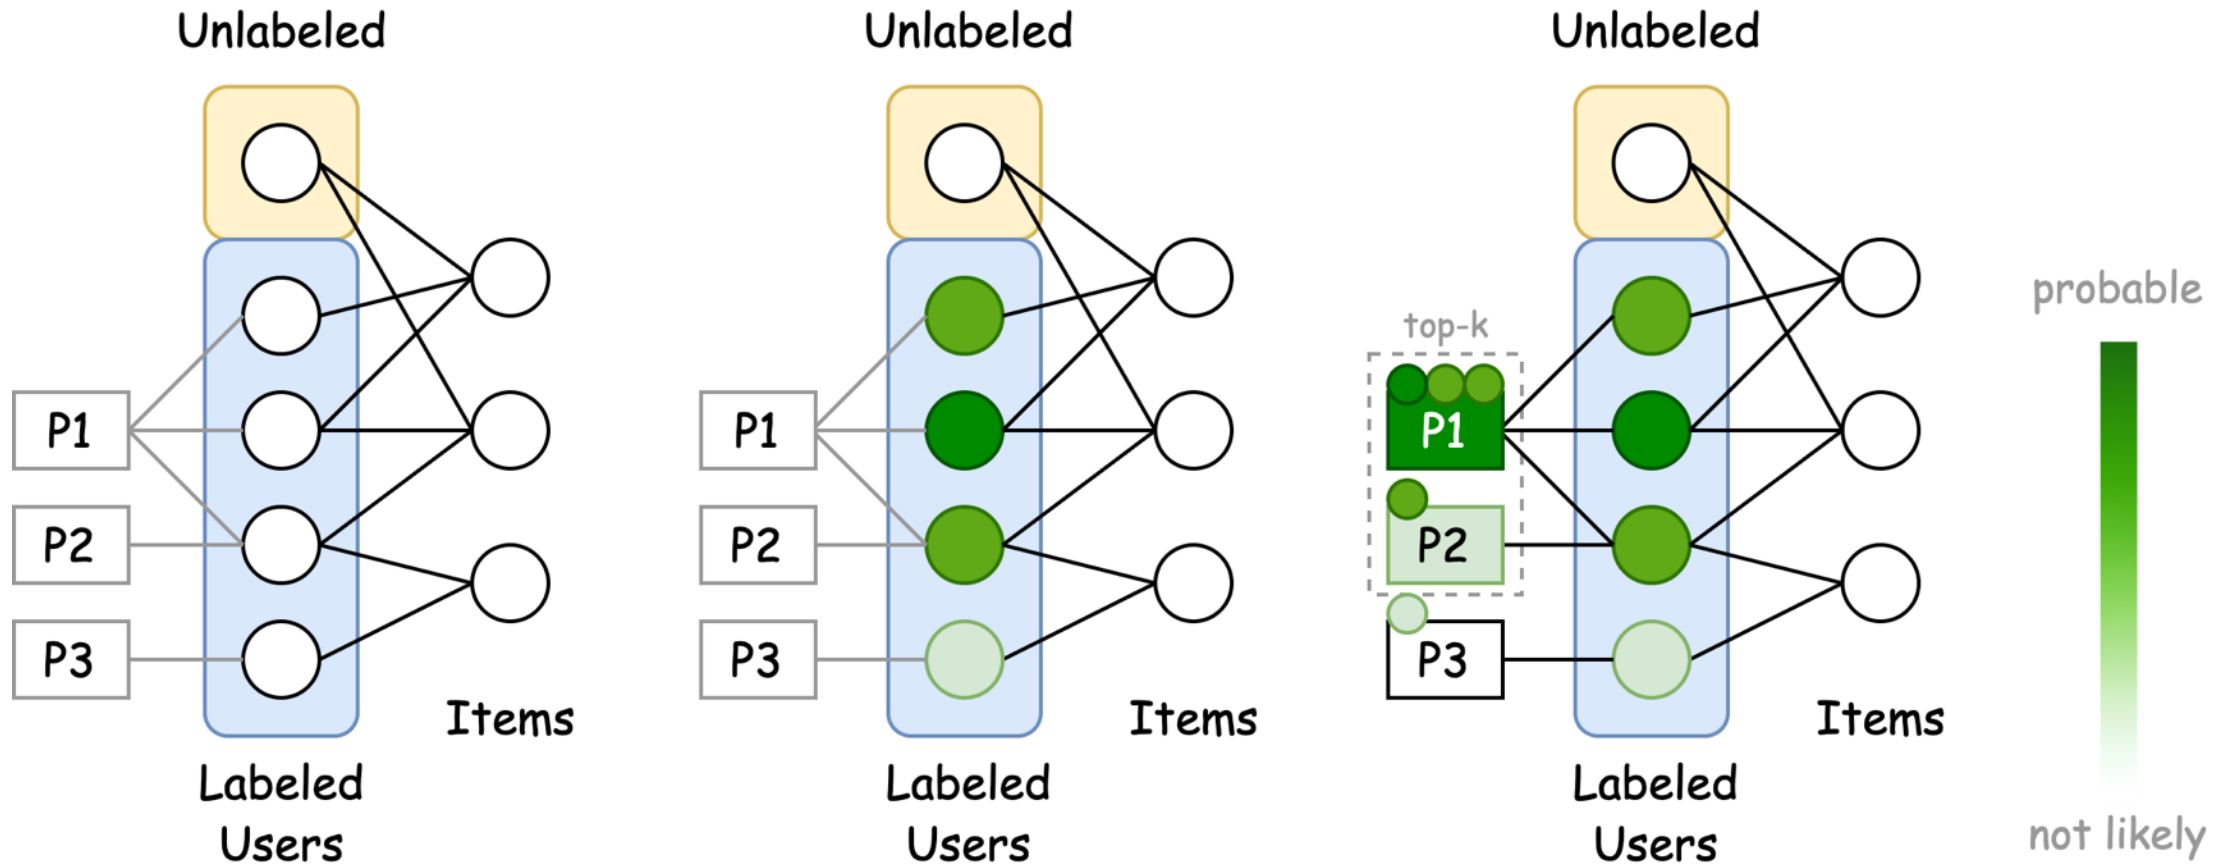 Unlabeled
P1
P2
P3
Items
Labeled
Users
Unlabeled
P1
P2
P3
Items
Labeled
Users
Unlabeled
top-k
P1
P2
P3
Items
Labeled
Users
probable
not likely